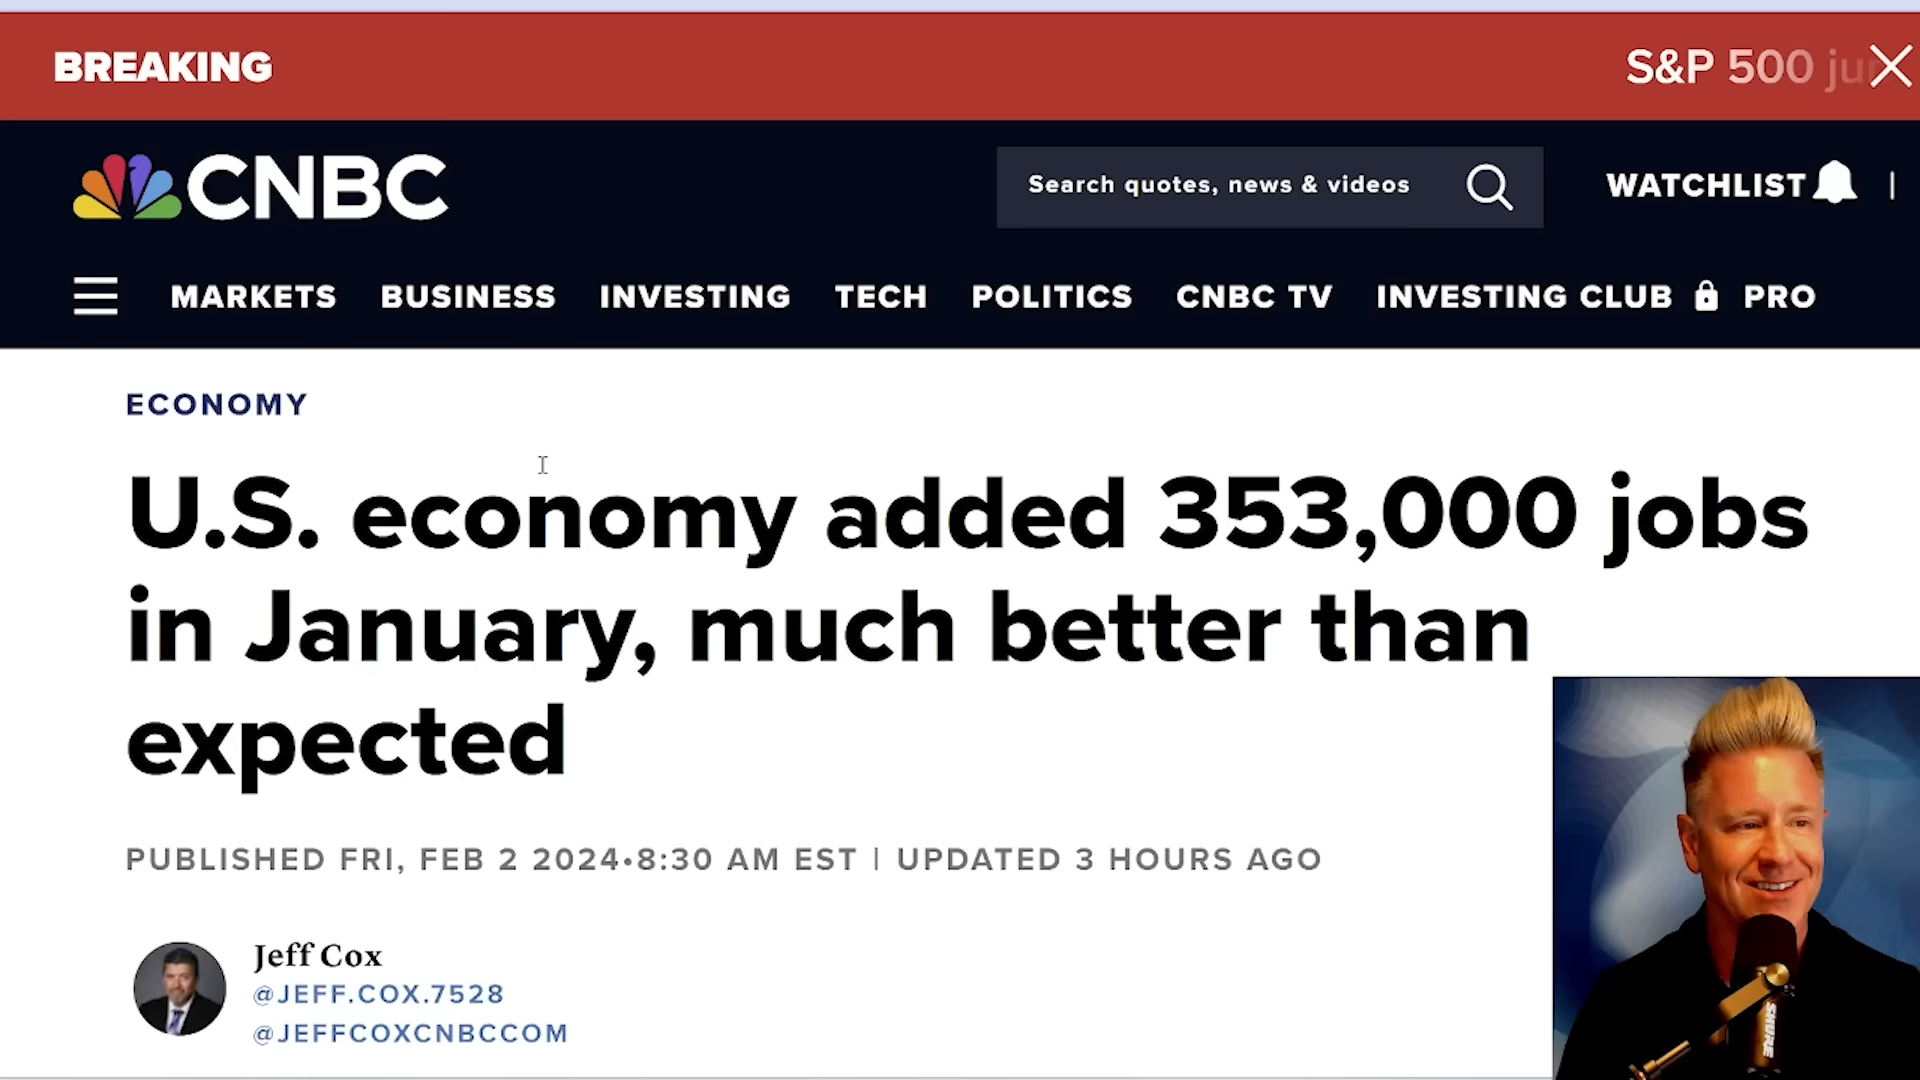 BREAKING
S&P 500
CNBC
Search quotes, news & videos
WATCHLIST
MARKETS BUSINESS INVESTING TECH POLITICS CNBC TV INVESTING CLUB PRO
ECONOMY
U.S. economy added 353,000 jobs
in January, much better than
expected
PUBLISHED FRI, FEB 2 2024•8:30 AM EST | UPDATED 3 HOURS AGO
Jeff Cox
@JEFF.COX.7528
@JEFFCOXCNBCCOM
SHURE